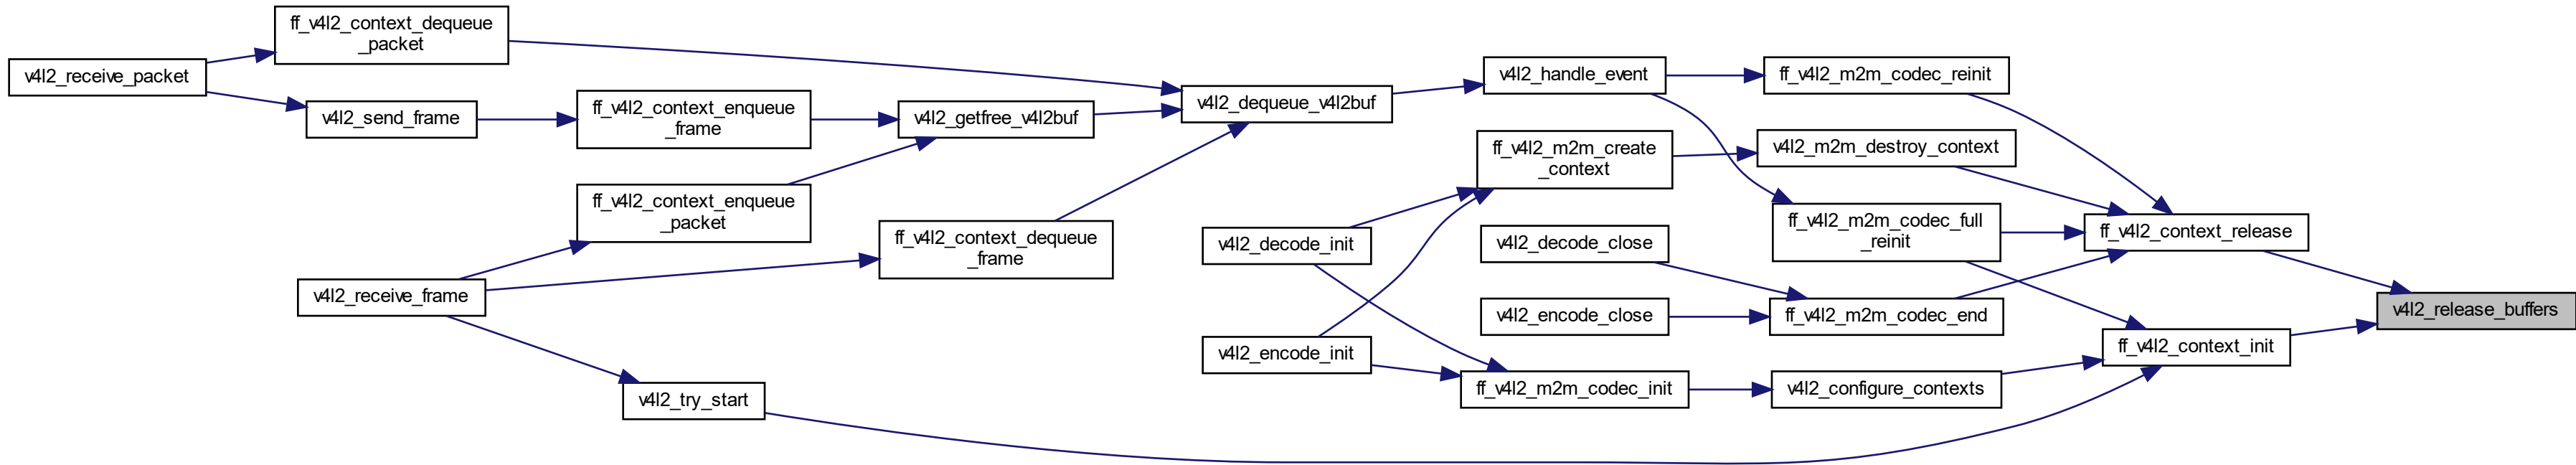 ff_v4l2_context_dequeue
_packet
v4l2_receive_packet
v4l2_send_frame
ff_v4l2_context_enqueue
_frame
v4l2_getfree_v4l2buf
v4l2_dequeue_v4l2buf
v4l2_handle_event
ff_v4l2_m2m_codec_reinit
ff_v4l2_m2m_create
_context
v4l2_m2m_destroy_context
ff_v4l2_context_enqueue
_packet
ff_v4l2_context_dequeue
_frame
v4l2_decode_init
v4l2_decode_close
ff_v4l2_m2m_codec_full
_reinit
ff_v4l2_context_release
v4l2_receive_frame
v4l2_encode_close
ff_v4l2_m2m_codec_end
v4l2_release_buffers
v4l2_encode_init
ff_v4l2_context_init
v4l2_try_start
ff_v4l2_m2m_codec_init
v4l2_configure_contexts